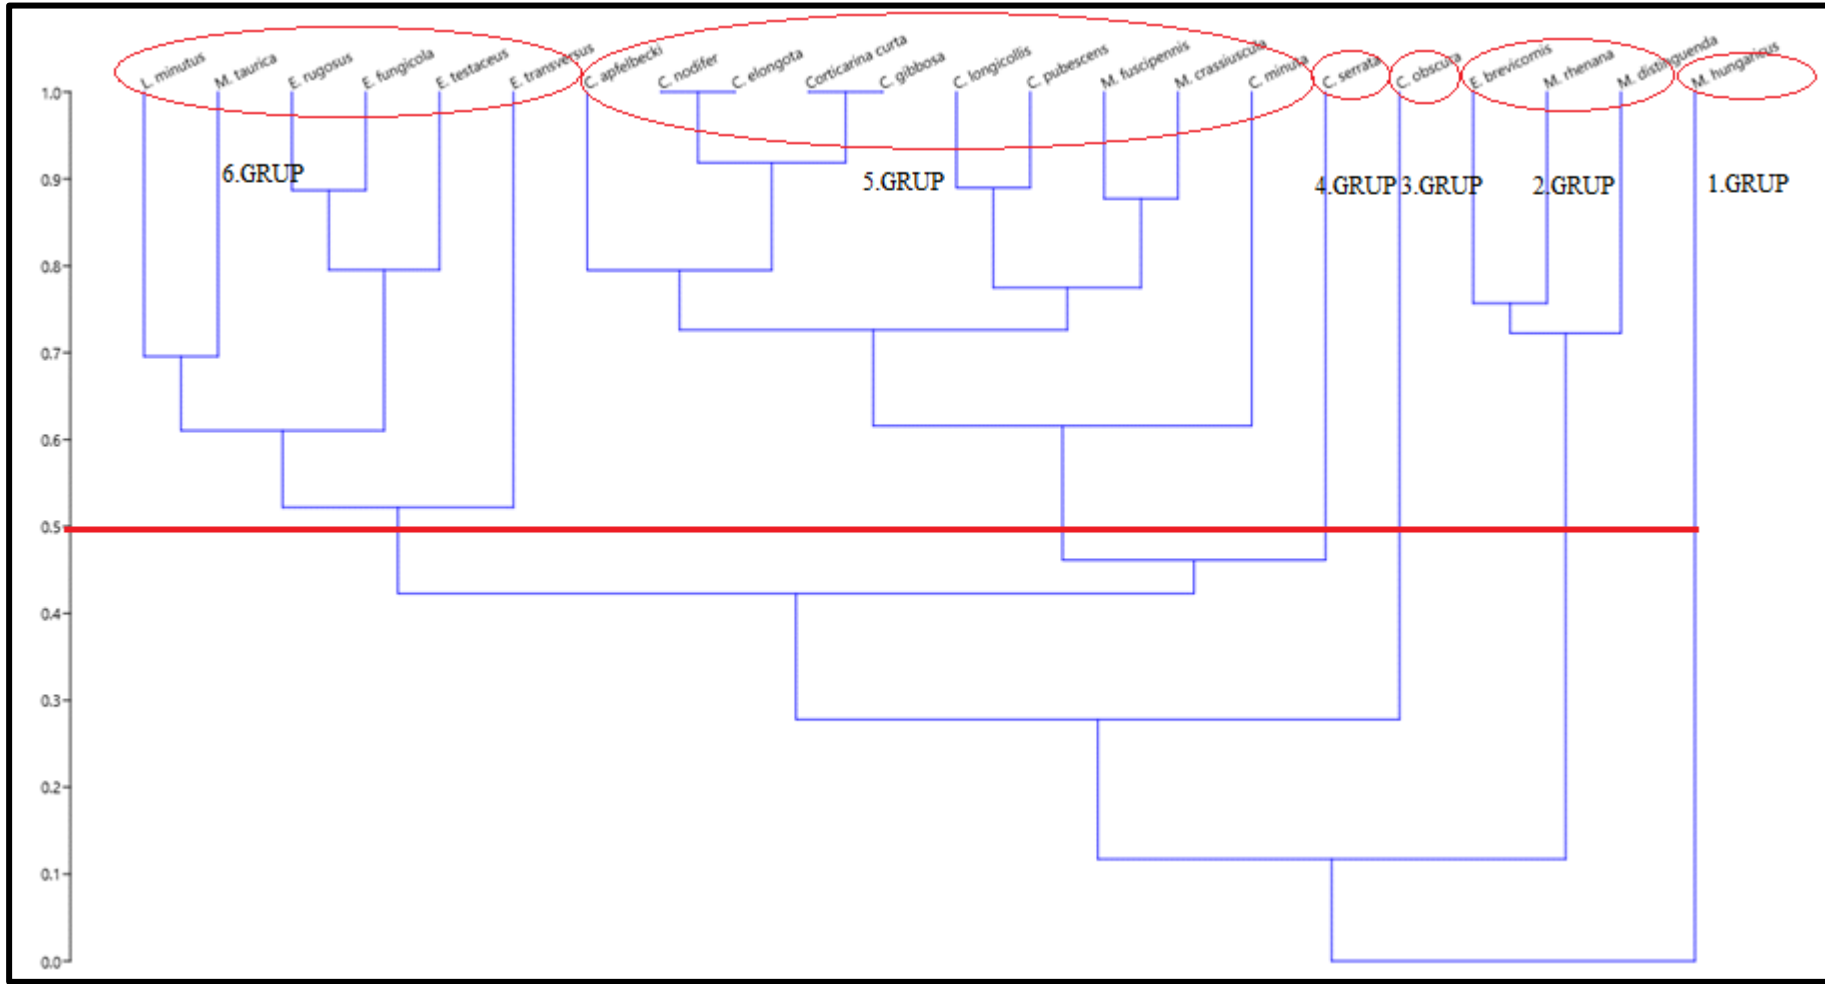 L. minutus
M. taurica
E. rugosus
E. fungicola
E. testaceus
E. transversus
C. apfelbecki
C. nodifer
C. elongota
Corticarina curta
C. gibbosa
C. longicollis
C. pubescens
M. fuscipennis
M. crassiuscula
C. minuta
C. serrata
C. obscura
E. brevicornis
M. rhenana
M. distinguenda
M. hungaricus
6.GRUP
5.GRUP
4.GRUP
3.GRUP
2.GRUP
1.GRUP
1.0
0.9
0.8
0.7
0.6
0.5
0.4
0.3
0.2
0.1
0.0